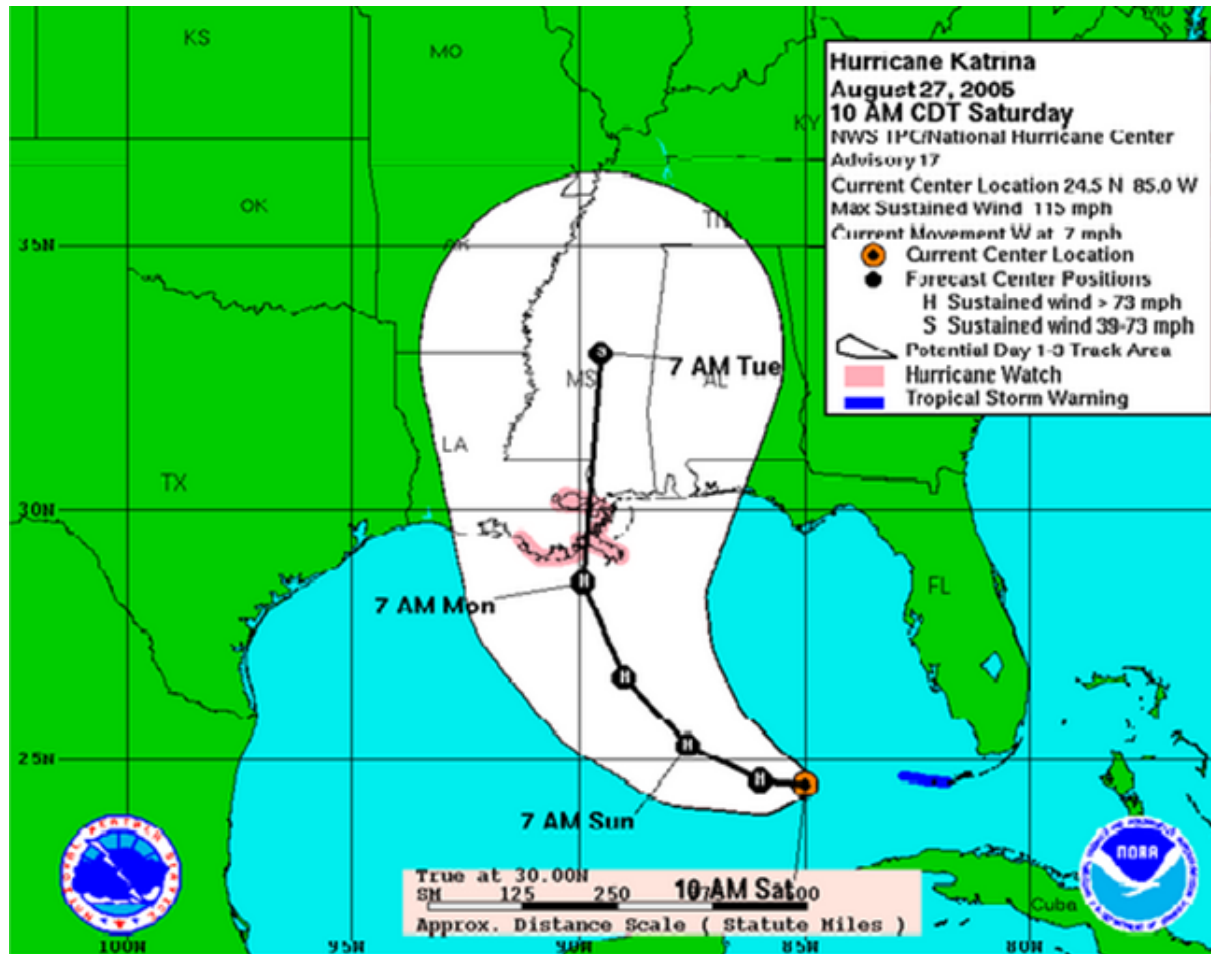 KS
MO
MD
KY
OK
TN
AR
35N
MS
AL
7 AM Tue
LA
TX
30N
FL
7 AM Mon
25N
7 AM Sun
10 AM Sat
Cuba
100W
95W
90W
85W
80W
Hurricane Katrina
August 27, 2005
10 AM CDT Saturday
NWS TPC/National Hurricane Center
Advisory 17
Current Center Location 24.5 N 85.0 W
Max Sustained Wind 115 mph
Current Movement W at 7 mph
Current Center Location
Forecast Center Positions
H Sustained wind > 73 mph
S Sustained wind 39-73 mph
Potential Day 1-3 Track Area
Hurricane Watch
Tropical Storm Warning
S
H
H
H
H
True at 30.00N
SM 125 250 500
Approx. Distance Scale ( Statute Miles )
NOAA